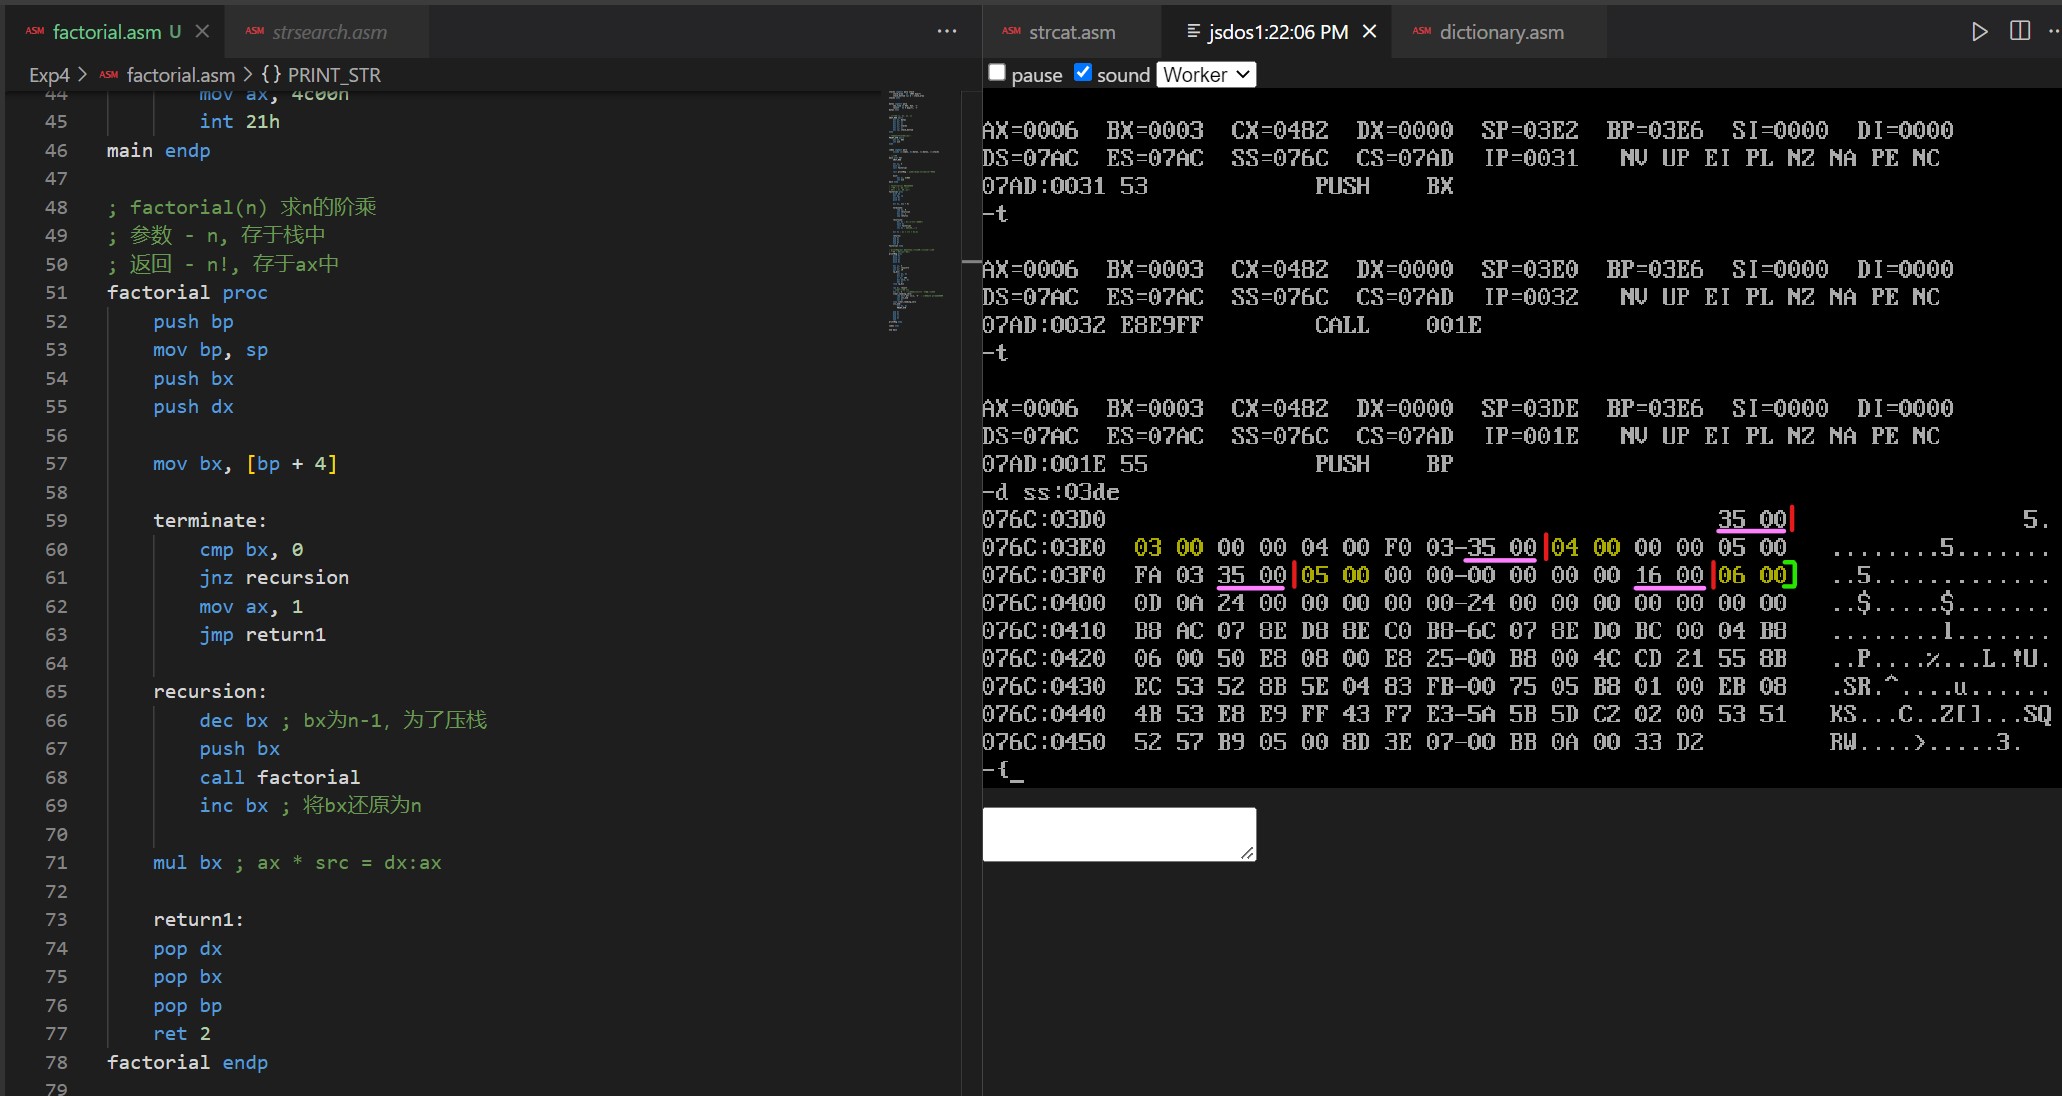 ASM factorial.asm U
ASM strsearch.asm
Exp4 > ASM factorial.asm > {} PRINT_STR
44 mov ax, 4c00h
45 int 21h
46 main endp
47
48 ; factorial(n) 求n的阶乘
49 ; 参数 - n, 存于栈中
50 ; 返回 - n!, 存于ax中
51 factorial proc
52 push bp
53 mov bp, sp
54 push bx
55 push dx
56
57 mov bx, [bp + 4]
58
59 terminate:
60 cmp bx, 0
61 jnz recursion
62 mov ax, 1
63 jmp return1
64
65 recursion:
66 dec bx ; bx为n-1, 为了压栈
67 push bx
68 call factorial
69 inc bx ; 将bx还原为n
70
71 mul bx ; ax * src = dx:ax
72
73 return1:
74 pop dx
75 pop bx
76 pop bp
77 ret 2
78 factorial endp
79
ASM strcat.asm
jsdos1:22:06 PM
ASM dictionary.asm
pause sound Worker
AX=0006 BX=0003 CX=0482 DX=0000 SP=03E2 BP=03E6 SI=0000 DI=0000
DS=07AC ES=07AC SS=076C CS=07AD IP=0031 NV UP EI PL NZ NA PE NC
07AD:0031 53 PUSH BX
-t
AX=0006 BX=0003 CX=0482 DX=0000 SP=03E0 BP=03E6 SI=0000 DI=0000
DS=07AC ES=07AC SS=076C CS=07AD IP=0032 NV UP EI PL NZ NA PE NC
07AD:0032 E8E9FF CALL 001E
-t
AX=0006 BX=0003 CX=0482 DX=0000 SP=03DE BP=03E6 SI=0000 DI=0000
DS=07AC ES=07AC SS=076C CS=07AD IP=001E NV UP EI PL NZ NA PE NC
07AD:001E 55 PUSH BP
-d ss:03de
076C:03D0 35 00 5.
076C:03E0 03 00 00 00 04 00 F0 03-35 00 04 00 00 00 05 00 ........5.......
076C:03F0 FA 03 35 00 05 00 00 00-00 00 00 00 16 00 06 00 ..5.............
076C:0400 0D 0A 24 00 00 00 00 00-24 00 00 00 00 00 00 00 ..$.....$.......
076C:0410 B8 AC 07 8E D8 8E C0 B8-6C 07 8E D0 BC 00 04 B8 ........l.......
076C:0420 06 00 50 E8 08 00 E8 25-00 B8 00 4C CD 21 55 8B ..P....%...L.!U.
076C:0430 EC 53 52 8B 5E 04 83 FB-00 75 05 B8 01 00 EB 08 .SR.^....u......
076C:0440 4B 53 E8 E9 FF 43 F7 E3-5A 5B 5D C2 02 00 53 51 KS...C..Z[]...SQ
076C:0450 52 57 B9 05 00 8D 3E 07-00 BB 0A 00 33 D2 RW....>.....3.
-{_